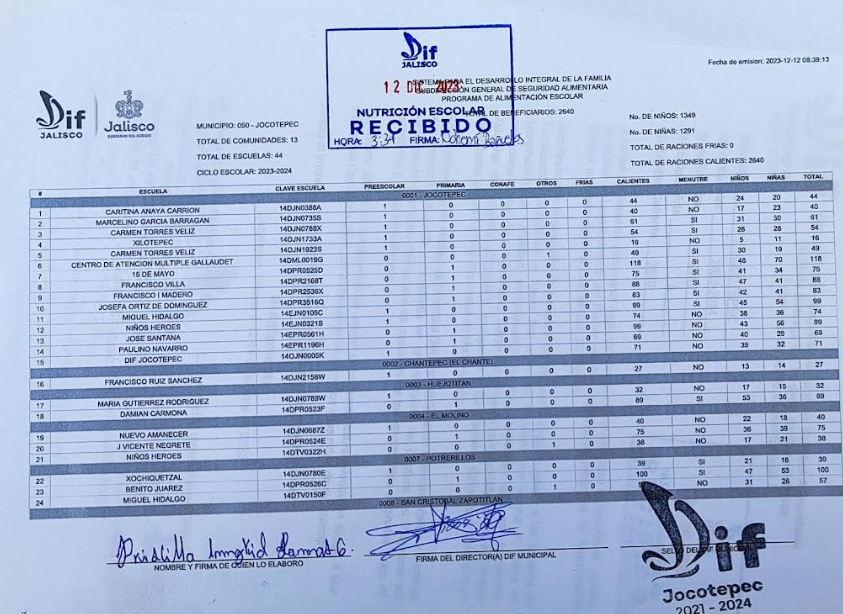 Fecha de emision: 2023-12-12 08:39:13
Dif
JALISCO
12 DIC. 2023
SISTEMA PARA EL DESARROLLO INTEGRAL DE LA FAMILIA
SUBDIRECCIÓN GENERAL DE SEGURIDAD ALIMENTARIA
PROGRAMA DE ALIMENTACIÓN ESCOLAR
TOTAL DE BENEFICIARIOS: 2640
NUTRICIÓN ESCOLAR
RECIBIDO
HORA: 3:34 FIRMA:
Dif
JALISCO
Jalisco
GOBIERNO DEL ESTADO
MUNICIPIO: 050 - JOCOTEPEC
TOTAL DE COMUNIDADES: 13
TOTAL DE ESCUELAS: 44
CICLO ESCOLAR: 2023-2024
No. DE NIÑOS: 1349
No. DE NIÑAS: 1291
TOTAL DE RACIONES FRIAS: 0
TOTAL DE RACIONES CALIENTES: 2640
# ESCUELA CLAVE ESCUELA PREESCOLAR PRIMARIA CONAFE OTROS FRIAS CALIENTES MENUTRE NIÑOS NIÑAS TOTAL
0001 - JOCOTEPEC
1 CARITINA ANAYA CARRION 14DJN0388A 1 0 0 0 0 44 NO 24 20 44
2 MARCELINO GARCIA BARRAGAN 14DJN0735S 1 0 0 0 0 40 NO 17 23 40
3 CARMEN TORRES VELIZ 14DJN0788X 1 0 0 0 0 61 SI 31 30 61
4 XILOTEPEC 14DJN1733A 1 0 0 0 0 54 SI 26 28 54
5 CARMEN TORRES VELIZ 14DJN1923S 1 0 0 0 0 16 NO 5 11 16
6 CENTRO DE ATENCION MULTIPLE GALLAUDET 14DML0019G 0 0 0 1 0 49 SI 30 19 49
7 15 DE MAYO 14DPR0525D 0 1 0 0 0 118 SI 48 70 118
8 FRANCISCO VILLA 14DPR2168T 0 1 0 0 0 75 SI 41 34 75
9 FRANCISCO I MADERO 14DPR2536X 0 1 0 0 0 88 SI 47 41 88
10 JOSEFA ORTIZ DE DOMINGUEZ 14DPR3516Q 0 1 0 0 0 83 SI 42 41 83
11 MIGUEL HIDALGO 14EJN0105C 1 0 0 0 0 99 SI 45 54 99
12 NIÑOS HEROES 14EJN0321S 1 0 0 0 0 74 NO 38 36 74
13 JOSE SANTANA 14EPR0561H 0 1 0 0 0 99 NO 43 56 99
14 PAULINO NAVARRO 14EPR1196H 0 1 0 0 0 69 NO 40 29 69
15 DIF JOCOTEPEC 14OJN0005K 1 0 0 0 0 71 NO 39 32 71
0002 - CHANTEPEC (EL CHANTE)
16 FRANCISCO RUIZ SANCHEZ 14DJN2158W 1 0 0 0 0 27 NO 13 14 27
0003 - HUEJOTITAN
17 MARIA GUTIERREZ RODRIGUEZ 14DJN0789W 1 0 0 0 0 32 NO 17 15 32
18 DAMIAN CARMONA 14DPR0523F 0 1 0 0 0 89 SI 53 36 89
0004 - EL MOLINO
19 NUEVO AMANECER 14DJN0687Z 1 0 0 0 0 40 NO 22 18 40
20 J VICENTE NEGRETE 14DPR0524E 0 1 0 0 0 75 NO 36 39 75
21 NIÑOS HEROES 14DTV0322H 0 0 0 1 0 38 NO 17 21 38
0007 - POTRERILLOS
22 XOCHIQUETZAL 14DJN0780E 1 0 0 0 0 39 SI 21 18 39
23 BENITO JUAREZ 14DPR0526C 0 1 0 0 0 100 SI 47 53 100
24 MIGUEL HIDALGO 14DTV0150F 0 0 0 1 0 NO 31 26 57
0008 - SAN CRISTOBAL ZAPOTITLAN
NOMBRE Y FIRMA DE QUIEN LO ELABORO
FIRMA DEL DIRECTOR(A) DIF MUNICIPAL
SELLO DEL DIF MUNICIPAL
Dif
Jocotepec
2021 - 2024